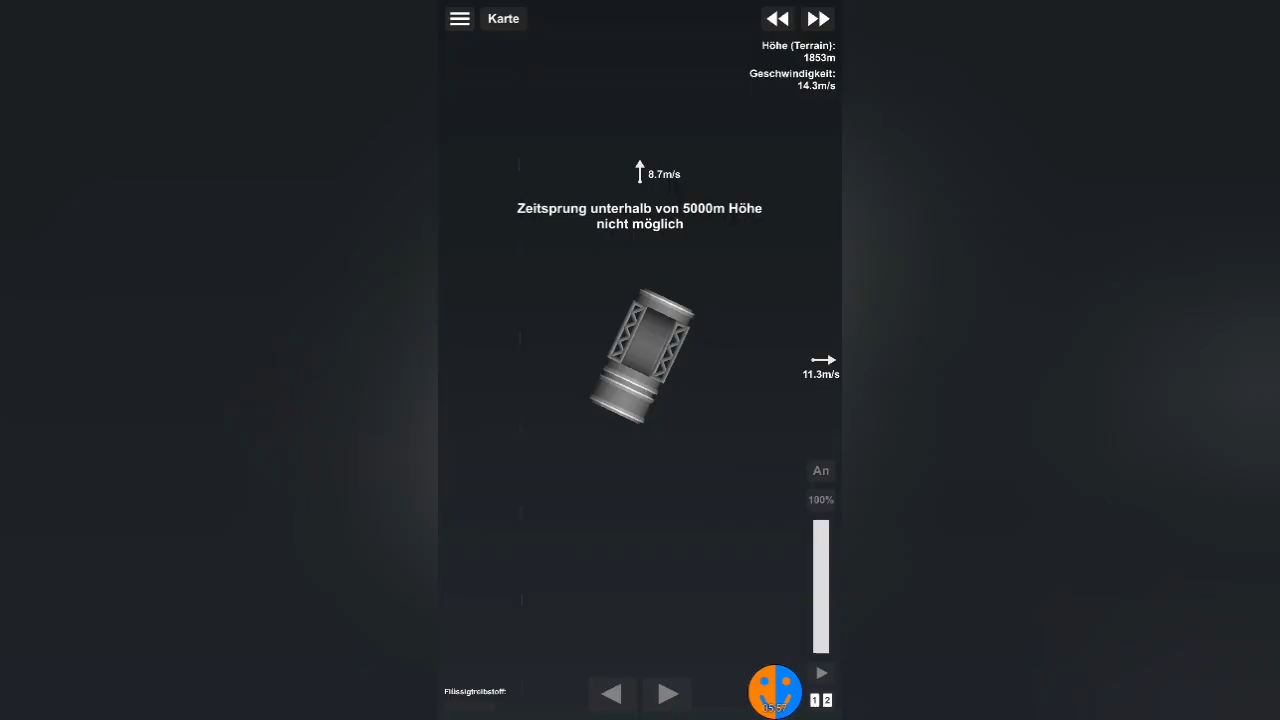 Karte
Höhe (Terrain):
1853m
Geschwindigkeit:
14.3m/s
8.7m/s
Zeitsprung unterhalb von 5000m Höhe
nicht möglich
11.3m/s
An
100%
Flüssigtreibstoff:
1 2